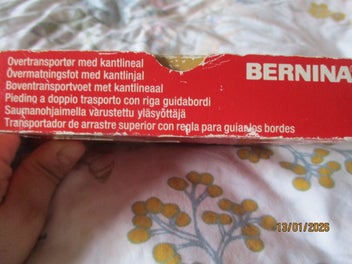 Overtransportør med kantlineal
Övermatningsfot med kantlinjal
Boventransportvoet met kantlineaal
Piedino a doppio trasporto con riga guidabordi
Saumanohjaimella värustettu yläsyöttäjä
Transportador de arrastre superior con regla para guiar los bordes
BERNINA
13/01/2026